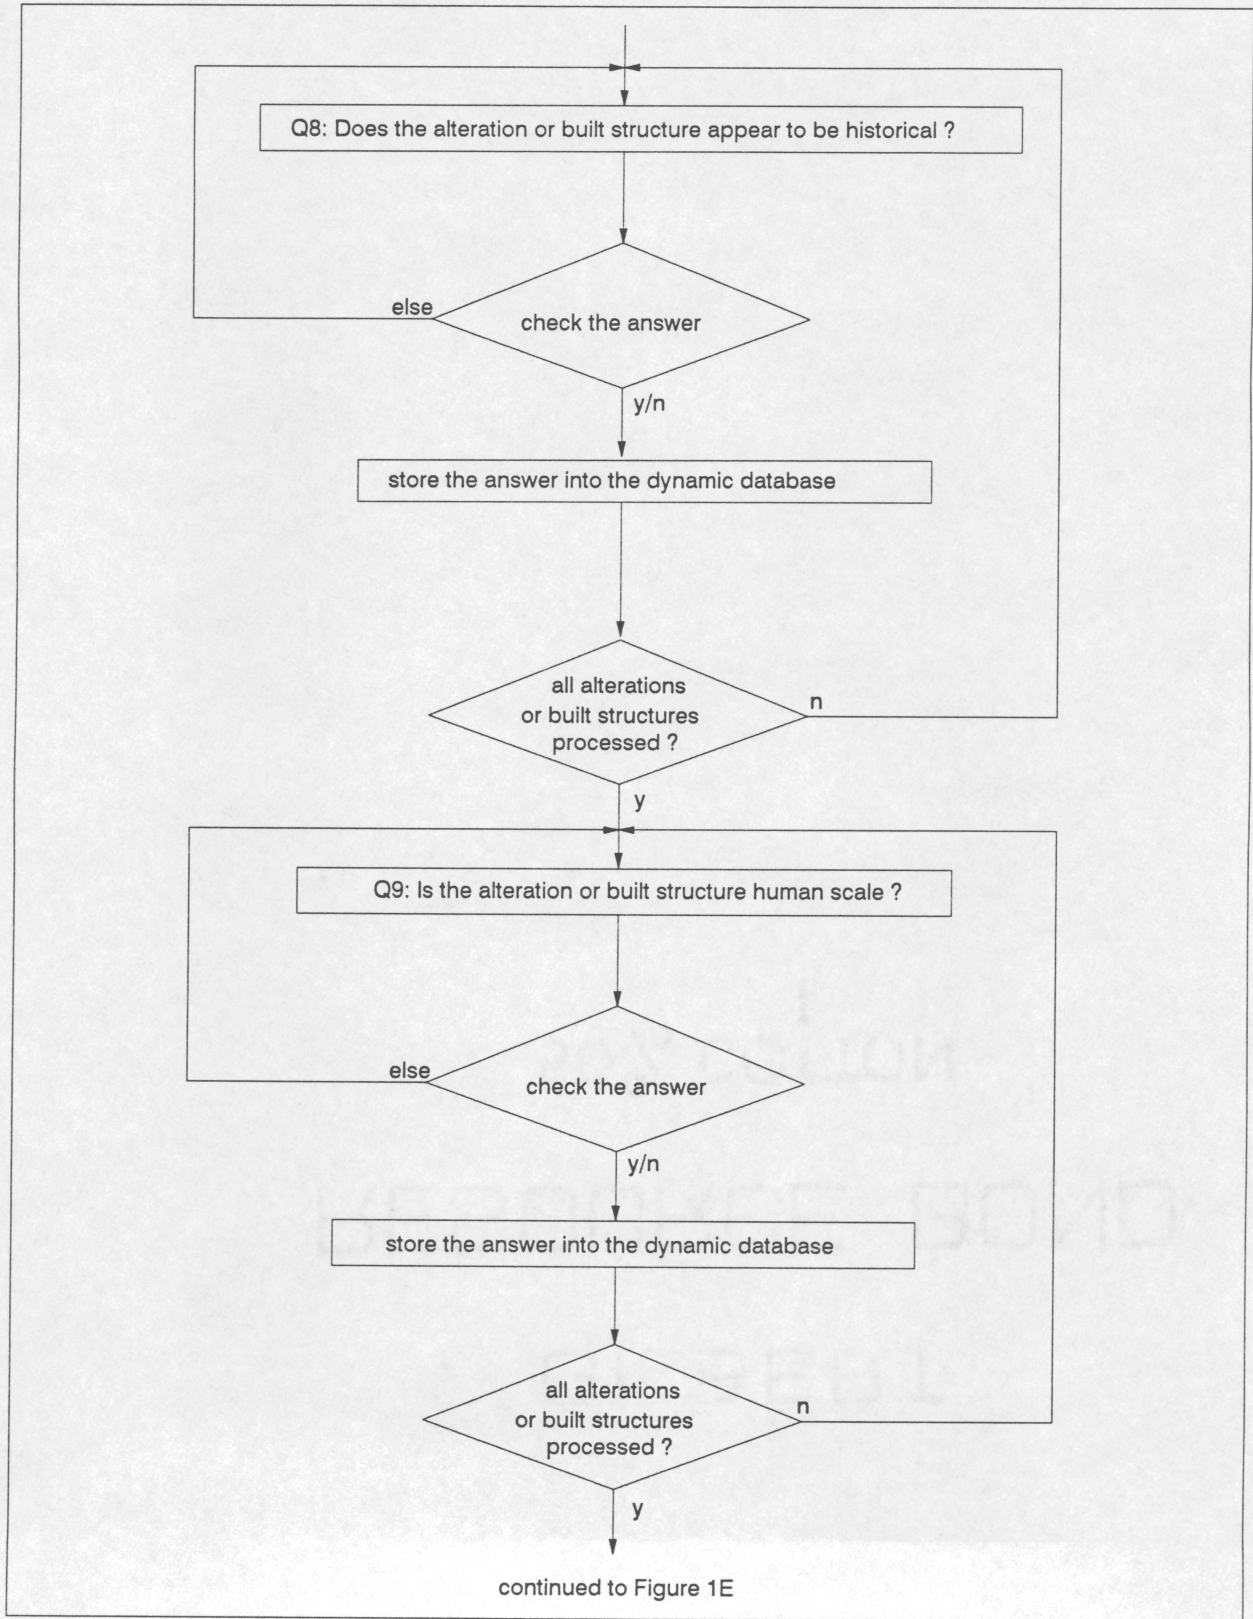 Q8: Does the alteration or built structure appear to be historical ?
else
check the answer
y/n
store the answer into the dynamic database
all alterations
or built structures
processed ?
n
y
Q9: Is the alteration or built structure human scale ?
else
check the answer
y/n
store the answer into the dynamic database
all alterations
or built structures
processed ?
n
y
continued to Figure 1E